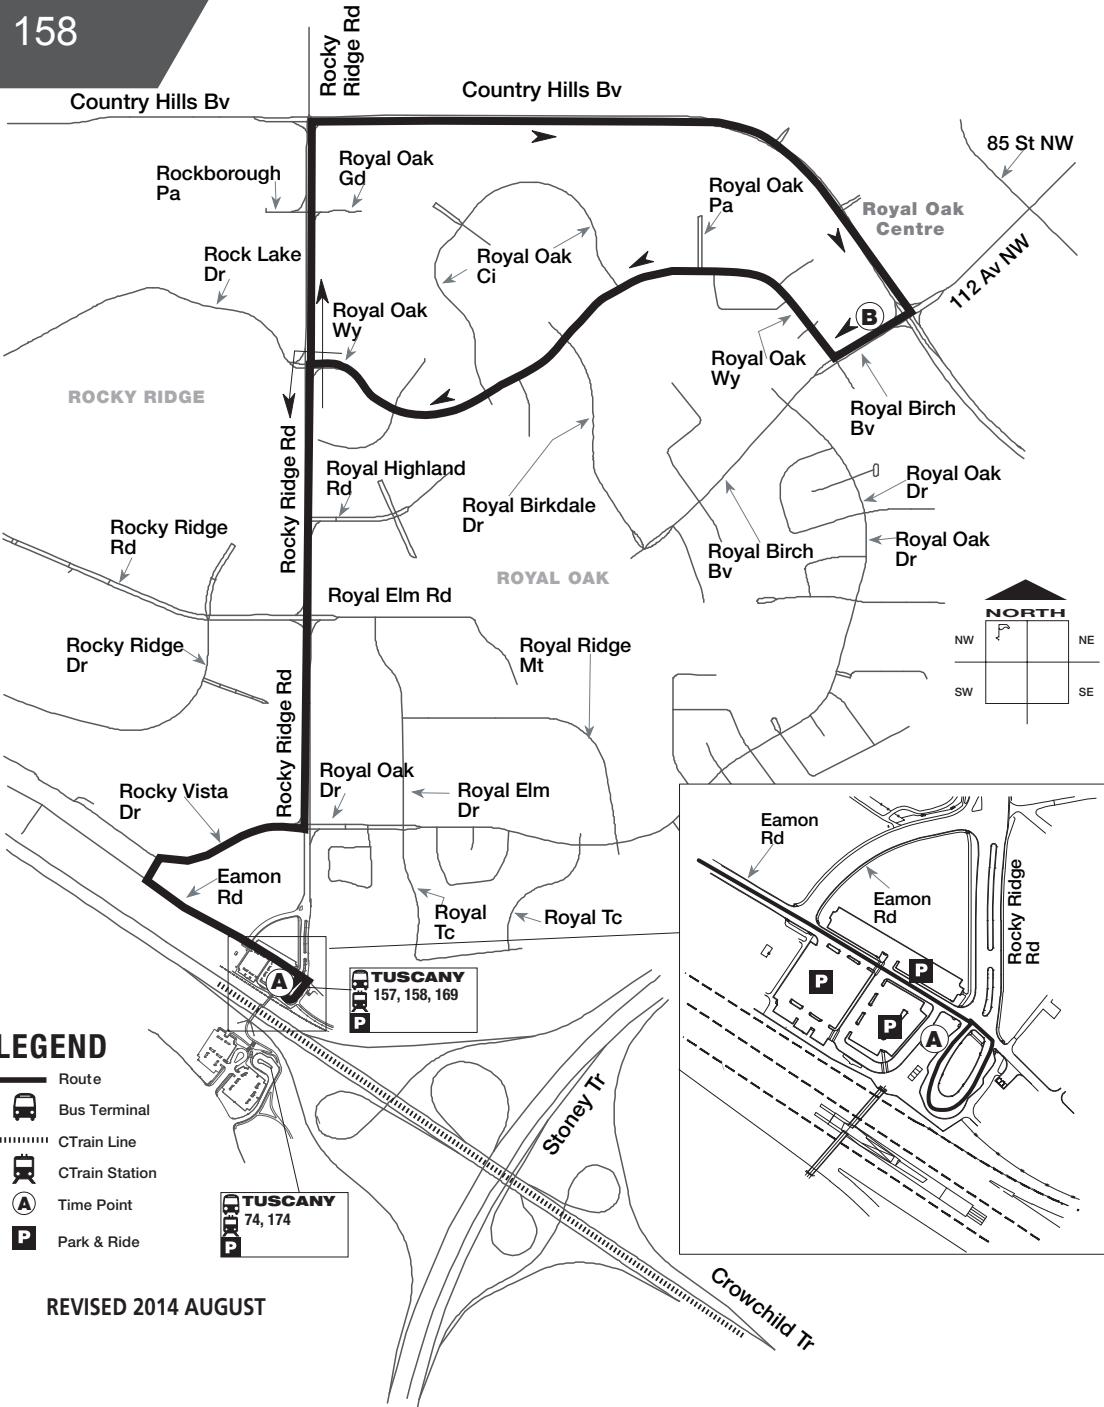 158
Rocky
Ridge Rd
Country Hills Bv
Country Hills Bv
85 St NW
Rockborough
Pa
Royal Oak
Gd
Royal Oak
Pa
Royal Oak
Centre
Rock Lake
Dr
Royal Oak
Ci
112 Av NW
Royal Oak
Wy
B
Royal Oak
Wy
ROCKY RIDGE
Royal Birch
Bv
Rocky Ridge Rd
Royal Highland
Rd
Royal Birkdale
Dr
Royal Oak
Dr
Rocky Ridge
Rd
Royal Birch
Bv
Royal Oak
Dr
ROYAL OAK
Royal Elm Rd
NORTH
NW
NE
SW
SE
Rocky Ridge
Dr
Royal Ridge
Mt
Rocky Ridge Rd
Royal Oak
Dr
Rocky Vista
Dr
Royal Elm
Dr
Eamon
Rd
Royal
Tc
Royal Tc
A
TUSCANY
157, 158, 169
P
Eamon
Rd
Eamon
Rd
Rocky Ridge
Rd
P
P
P
A
LEGEND
Route
Bus Terminal
CTrain Line
CTrain Station
A
Time Point
P
Park & Ride
TUSCANY
74, 174
P
Stoney Tr
Crowchild Tr
REVISED 2014 AUGUST